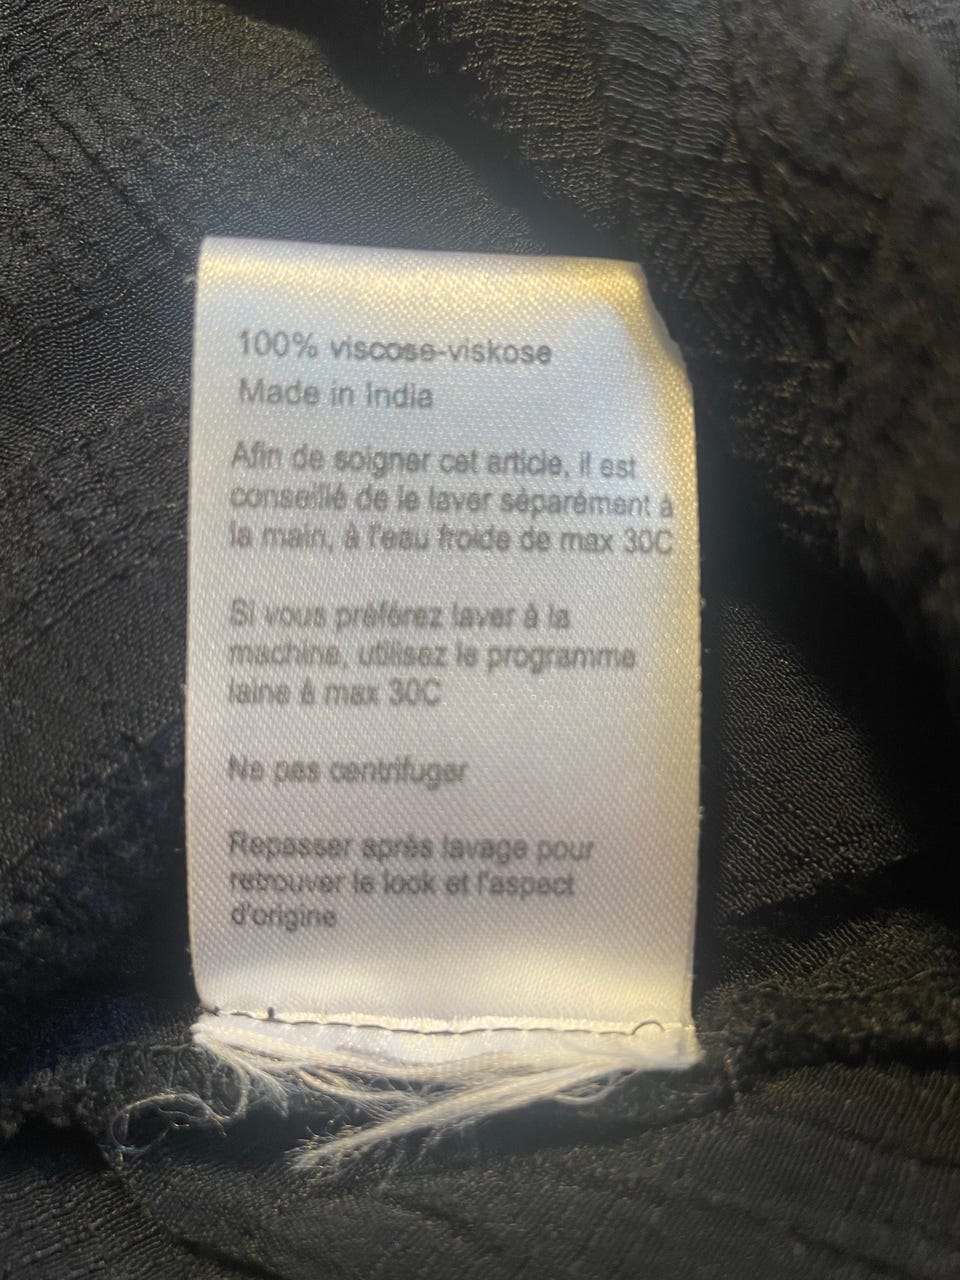 100% viscose-viskose
Made in India
Afin de soigner cet article, il est
conseillé de le laver séparément à
la main, à l'eau froide de max 30C
Si vous préférez laver à la
machine, utilisez le programme
laine à max 30C
Ne pas centrifuger
Repasser après lavage pour
retrouver le look et l'aspect
d'origine